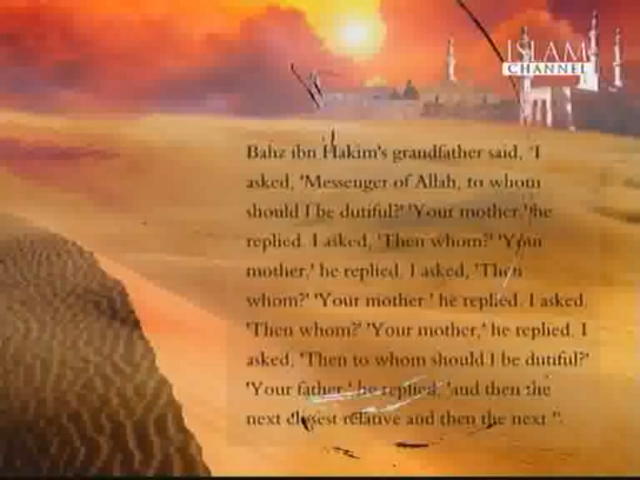 ISLAM
CHANNEL
Bahz ibn Hakim's grandfather said, 'I
asked, 'Messenger of Allah, to whom
should I be dutiful?' 'Your mother,' he
replied. I asked, 'Then whom?' 'Your
mother,' he replied. I asked, 'Then
whom?' 'Your mother,' he replied. I asked,
'Then whom?' 'Your mother,' he replied. I
asked, 'Then to whom should I be dutiful?'
'Your father,' he replied, 'and then the
next closest relative and then the next.''